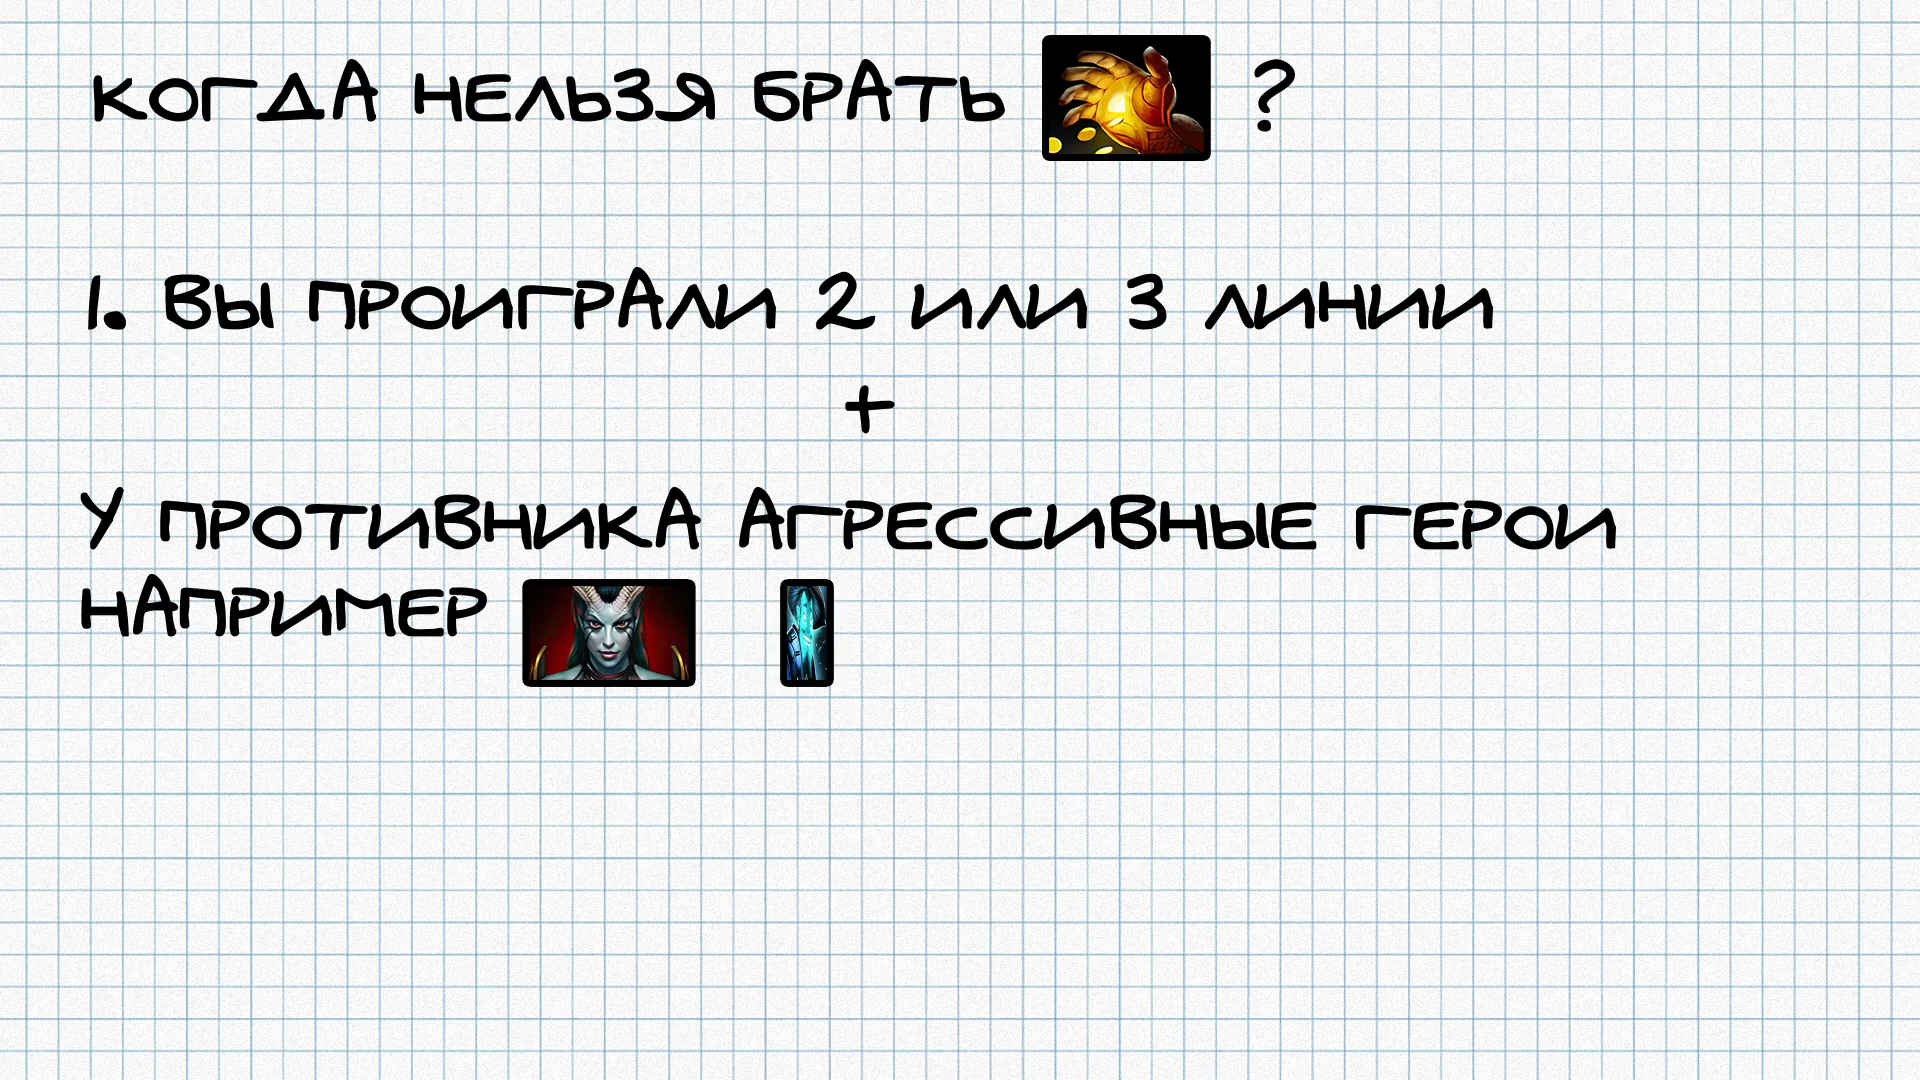 КОГДА НЕЛЬЗЯ БРАТЬ ?
1. ВЫ ПРОИГРАЛИ 2 ИЛИ 3 ЛИНИИ
+
У ПРОТИВНИКА АГРЕССИВНЫЕ ГЕРОИ
НАПРИМЕР